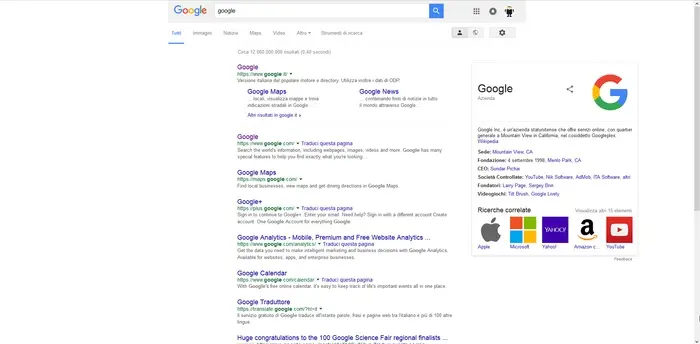 Google
google
Tutti Immagini Notizie Maps Video Altro Strumenti di ricerca
Circa 12 060 000 000 risultati (0,40 secondi)
Google
https://www.google.it/
Versione italiana del popolare motore e directory. Utilizza inoltre i dati di ODP.
Google Maps
... locali, visualizza mappe e trova
indicazioni stradali in Google
Google News
... contenando fonti di notizie in tutto
il mondo attraverso Google.
Altri risultati in google.it »
Google
https://www.google.com/ Traduci questa pagina
Search the world's information, including webpages, images, videos and more. Google has many
special features to help you find exactly what you're looking ...
Google Maps
https://maps.google.com/
Find local businesses, view maps and get driving directions in Google Maps.
Google+
https://plus.google.com/ Traduci questa pagina
Sign in to continue to Google+. Enter your email. Need help? Sign in with a different account Create
account. One Google Account for everything Google.
Google Analytics - Mobile, Premium and Free Website Analytics ...
https://www.google.com/analytics/ Traduci questa pagina
Get the data you need to make intelligent marketing and business decisions with Google Analytics.
Available for websites, apps, and enterprise businesses.
Google Calendar
https://www.google.com/calendar Traduci questa pagina
With Google's free online calendar, it's easy to keep track of life's important events all in one place.
Google Traduttore
https://translate.google.com/?hl=it
Il servizio gratuito di Google traduce all'istante parole, frasi e pagine web tra l'italiano e più di 100 altre
lingue.
Huge congratulations to the 100 Google Science Fair regional finalists ...
Google
Azienda
Google Inc. è un'azienda statunitense che offre servizi online, con quartier
generale a Mountain View in California, nel cosiddetto Googleplex.
Wikipedia
Sede: Mountain View, CA
Fondazione: 4 settembre 1998, Menlo Park, CA
CEO: Sundar Pichai
Società Controllate: YouTube, Nik Software, AdMob, ITA Software, altri
Fondatori: Larry Page, Sergey Brin
Videogiochi: Tilt Brush, Google Lively
Ricerche correlate Visualizza altri 15 elementi
YAHOO!
You
Tube
Apple Microsoft Yahoo! Amazon.c... YouTube
Feedback